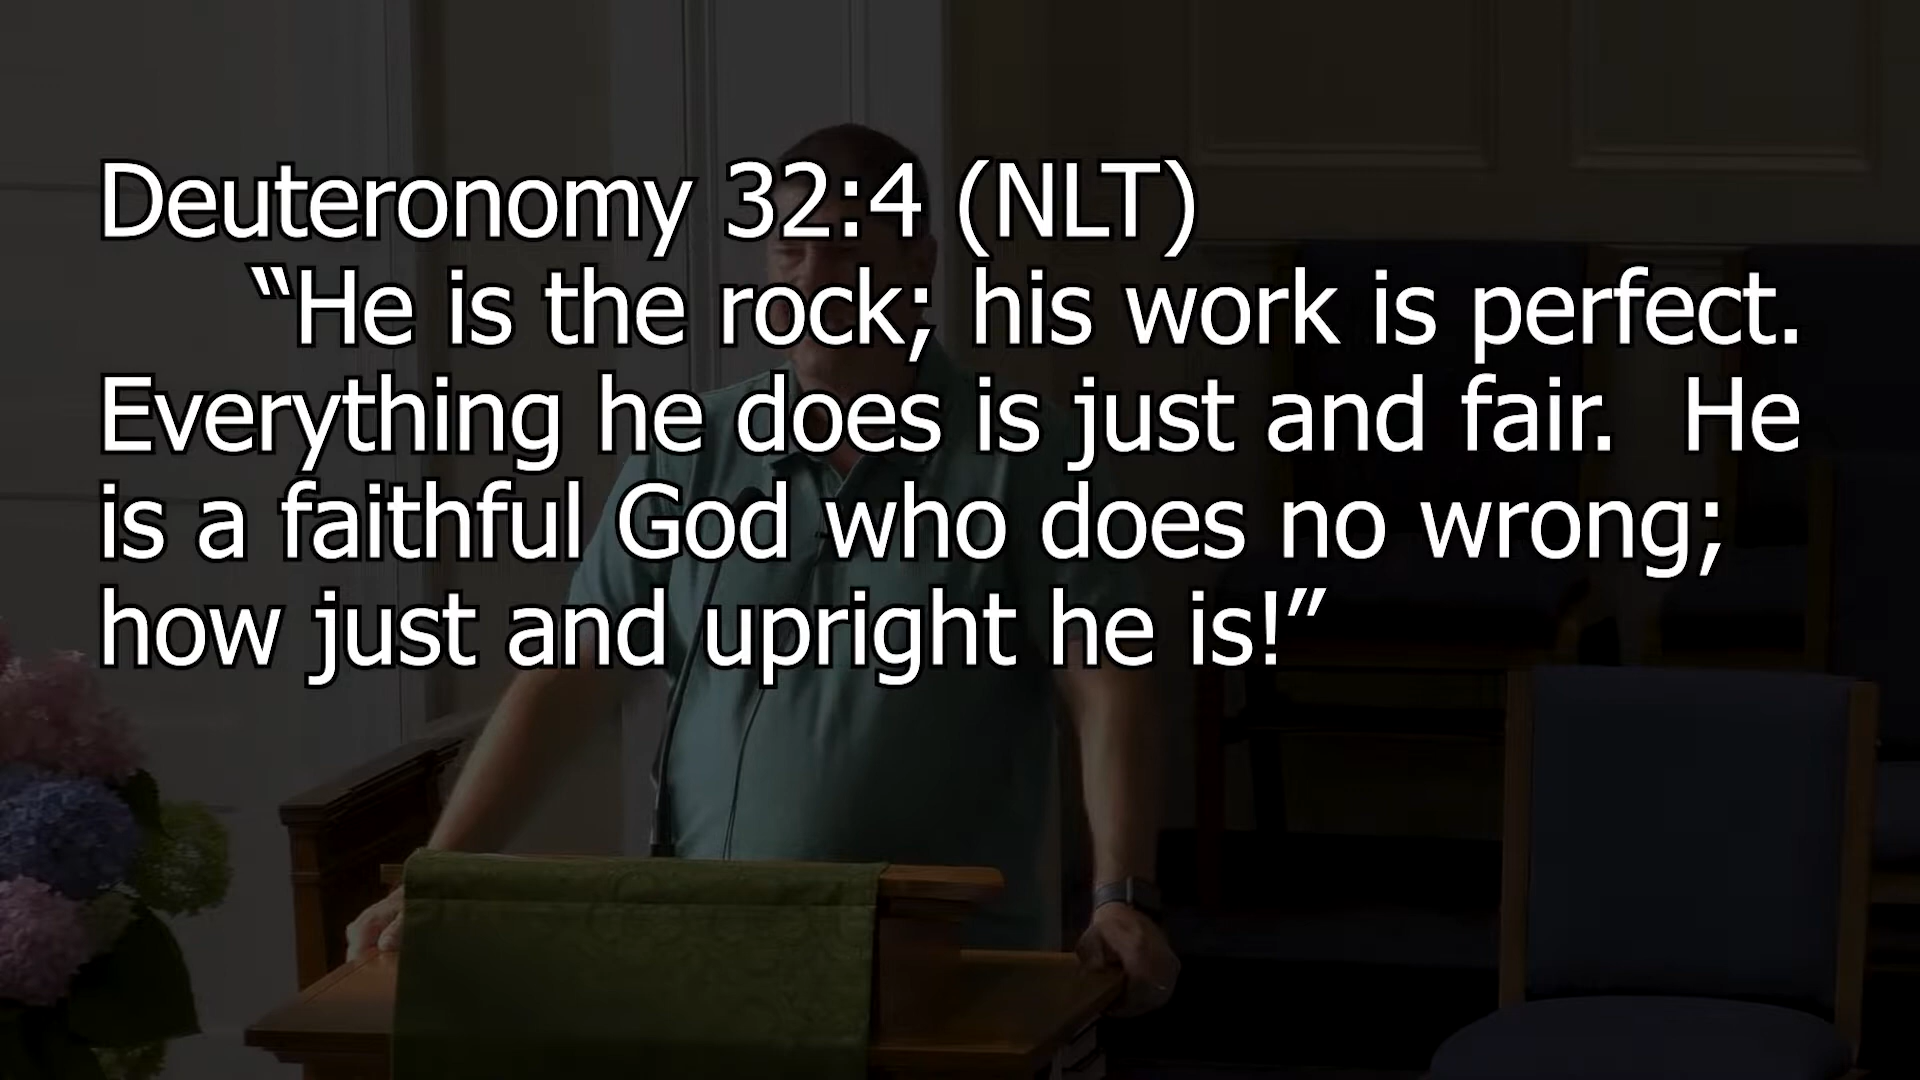 Deuteronomy 32:4 (NLT)
“He is the rock; his work is perfect.
Everything he does is just and fair.  He
is a faithful God who does no wrong;
how just and upright he is!”